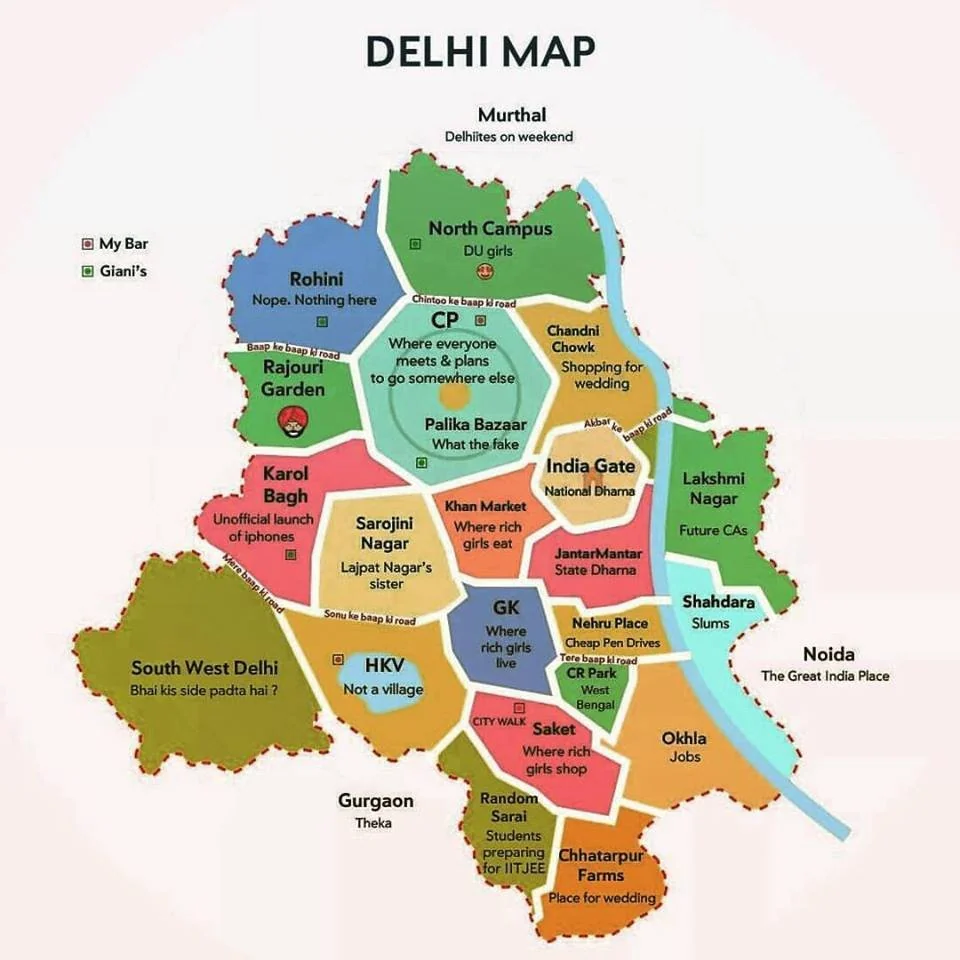 DELHI MAP
Murthal
Delhiites on weekend
My Bar
Giani's
North Campus
DU girls
Rohini
Nope. Nothing here
Chintoo ke baap ki road
CP
Where everyone
meets & plans
to go somewhere else
Palika Bazaar
What the fake
Chandni
Chowk
Shopping for
wedding
Baap ke baap ki road
Rajouri
Garden
Akbar ke
baap ki road
India Gate
National Dharna
Lakshmi
Nagar
Future CAs
Karol
Bagh
Unofficial launch
of iphones
Sarojini
Nagar
Lajpat Nagar's
sister
Khan Market
Where rich
girls eat
JantarMantar
State Dharna
Mere baap ki road
Sonu ke baap ki road
GK
Where
rich girls
live
Nehru Place
Cheap Pen Drives
Shahdara
Slums
Tere baap ki road
CR Park
West
Bengal
South West Delhi
Bhai kis side padta hai ?
HKV
Not a village
Noida
The Great India Place
CITY WALK
Saket
Where rich
girls shop
Okhla
Jobs
Gurgaon
Theka
Random
Sarai
Students
preparing
for IITJEE
Chhatarpur
Farms
Place for wedding